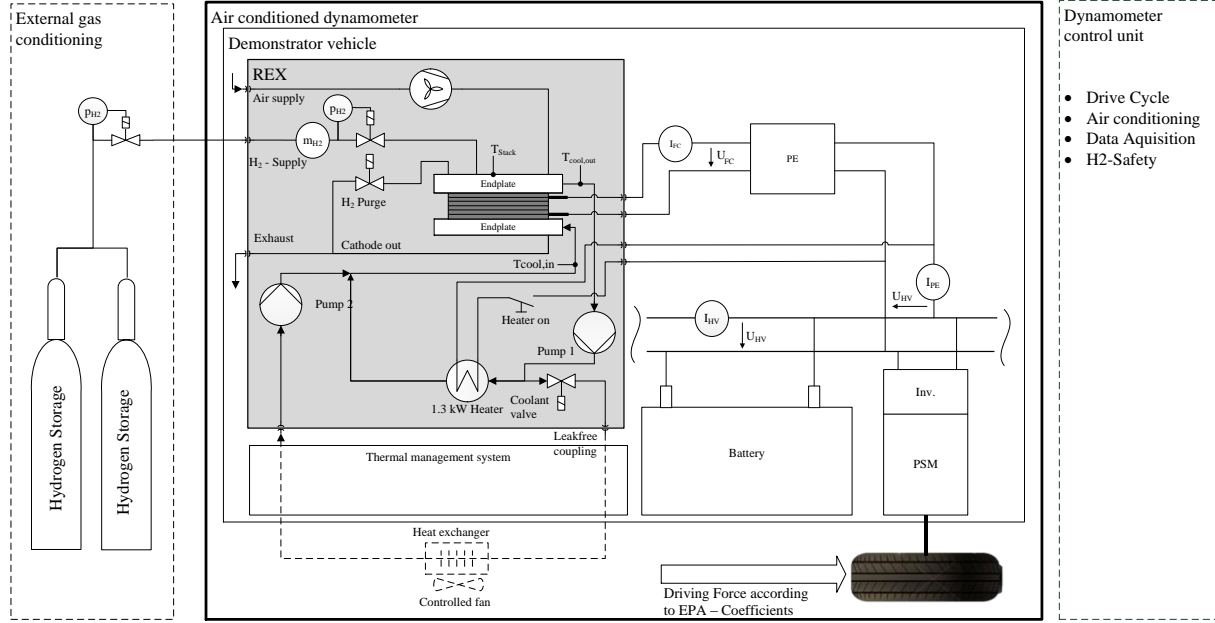 External gas
conditioning
pH2
Hydrogen Storage
Hydrogen Storage
Air conditioned dynamometer
Demonstrator vehicle
REX
Air supply
pH2
mH2
H2 - Supply
TStack
Tcool,out
H2 Purge
Endplate
Endplate
Exhaust
Cathode out
Tcool,in
Pump 2
Heater on
Pump 1
1.3 kW Heater
Coolant
valve
Leakfree
coupling
IFC
UFC
PE
IPE
UHV
IHV
UHV
Inv.
PSM
Battery
Thermal management system
Heat exchanger
Controlled fan
Driving Force according
to EPA – Coefficients
Dynamometer
control unit
• Drive Cycle
• Air conditioning
• Data Aquisition
• H2-Safety